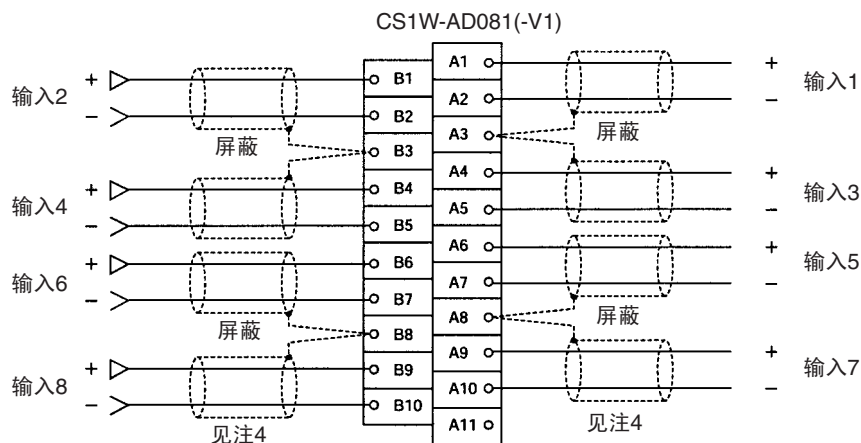 CS1W-AD081(-V1)
输入2
+
−
屏蔽
输入4
+
−
输入6
+
−
屏蔽
输入8
+
−
见注4
B1
B2
B3
B4
B5
B6
B7
B8
B9
B10
A1
A2
A3
A4
A5
A6
A7
A8
A9
A10
A11
+
−
输入1
屏蔽
+
−
输入3
+
−
输入5
屏蔽
+
−
输入7
见注4